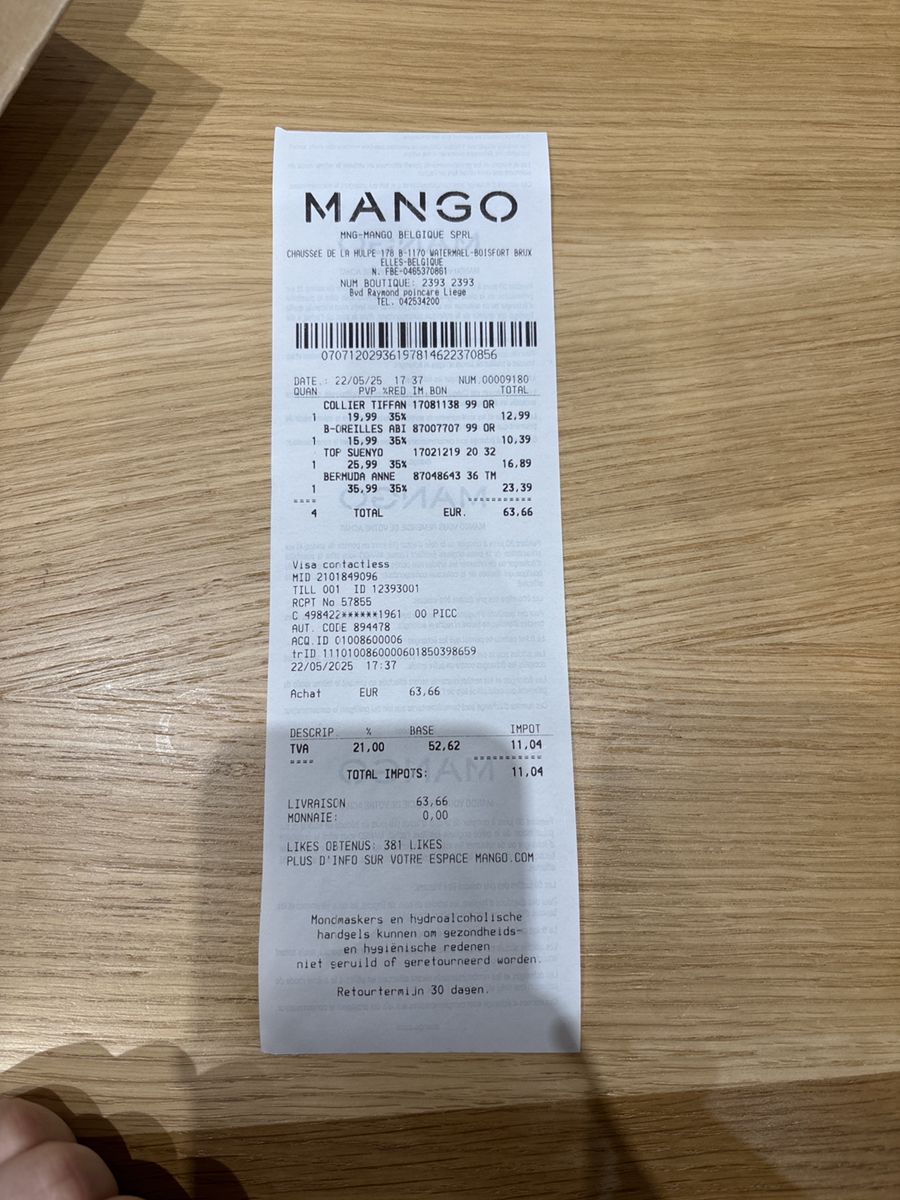 MANGO
MNG-MANGO BELGIQUE SPRL
CHAUSSEE DE LA HULPE 178 B-1170 WATERMAEL-BOISFORT BRUX
ELLES-BELGIQUE
N. FBE-0465370861
NUM BOUTIQUE: 2393 2393
Bvd Raymond poincare Liege
TEL. 042534200
07071202936197814622370856
DATE.: 22/05/25 17 37 NUM.00009180
QUAN PVP %RED IM.BON TOTAL
COLLIER TIFFAN 17081138 99 OR
1 19,99 35% 12,99
B-OREILLES ABI 87007707 99 OR
1 15,99 35% 10,39
TOP SUENYO 17021219 20 32
1 25,99 35% 16,89
BERMUDA ANNE 87048643 36 TM
1 35,99 35% 23,39
==== ===========
4 TOTAL EUR. 63,66
Visa contactless
MID 2101849096
TILL 001 ID 12393001
RCPT No 57855
C 498422******1961 00 PICC
AUT. CODE 894478
ACQ.ID 01008600006
trID 1110100860000601850398659
22/05/2025 17:37
Achat EUR 63,66
DESCRIP. % BASE IMPOT
TVA 21,00 52,62 11,04
==== ============
TOTAL IMPOTS: 11,04
LIVRAISON 63,66
MONNAIE: 0,00
LIKES OBTENUS: 381 LIKES
PLUS D'INFO SUR VOTRE ESPACE MANGO.COM
Mondmaskers en hydroalcoholische
handgels kunnen om gezondheids-
en hygiënische redenen
niet geruild of geretourneerd worden.
Retourtermijn 30 dagen.